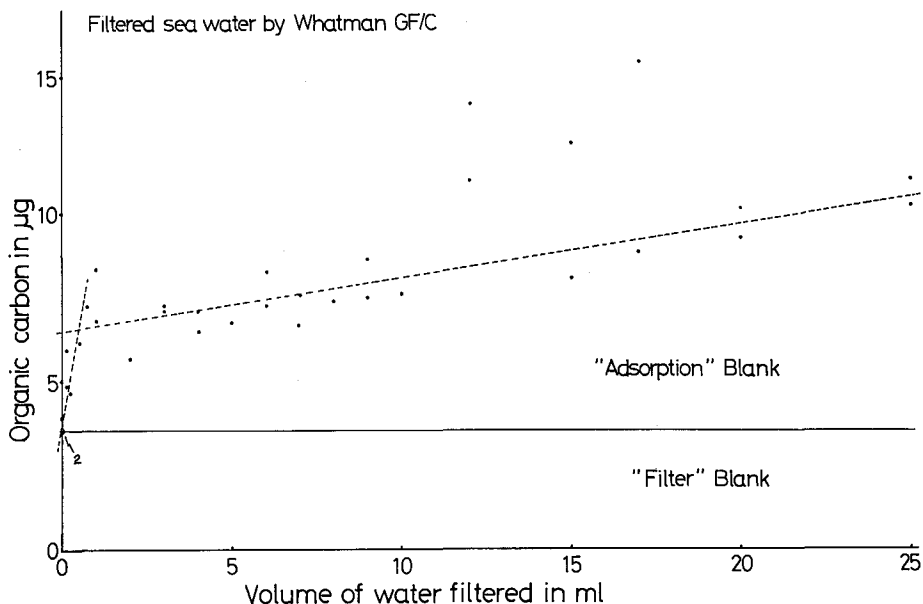 Filtered sea water by Whatman GF/C
15
10
5
0
Organic carbon in µg
"Adsorption" Blank
"Filter" Blank
2
0 5 10 15 20 25
Volume of water filtered in ml